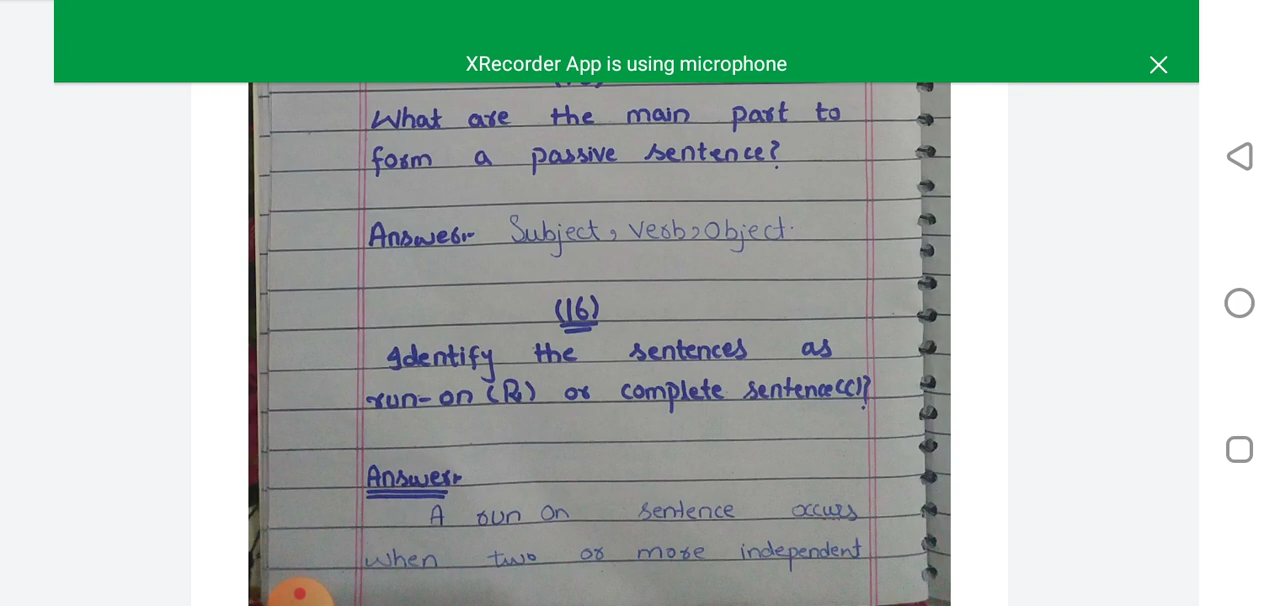 XRecorder App is using microphone
What are the main part to
form a passive sentence?
Answer:- Subject, Verb, Object.
(16)
Identify the sentences as
run-on (R) or complete sentence(c)?
Answer:-
A run on sentence occurs
when two or more independent